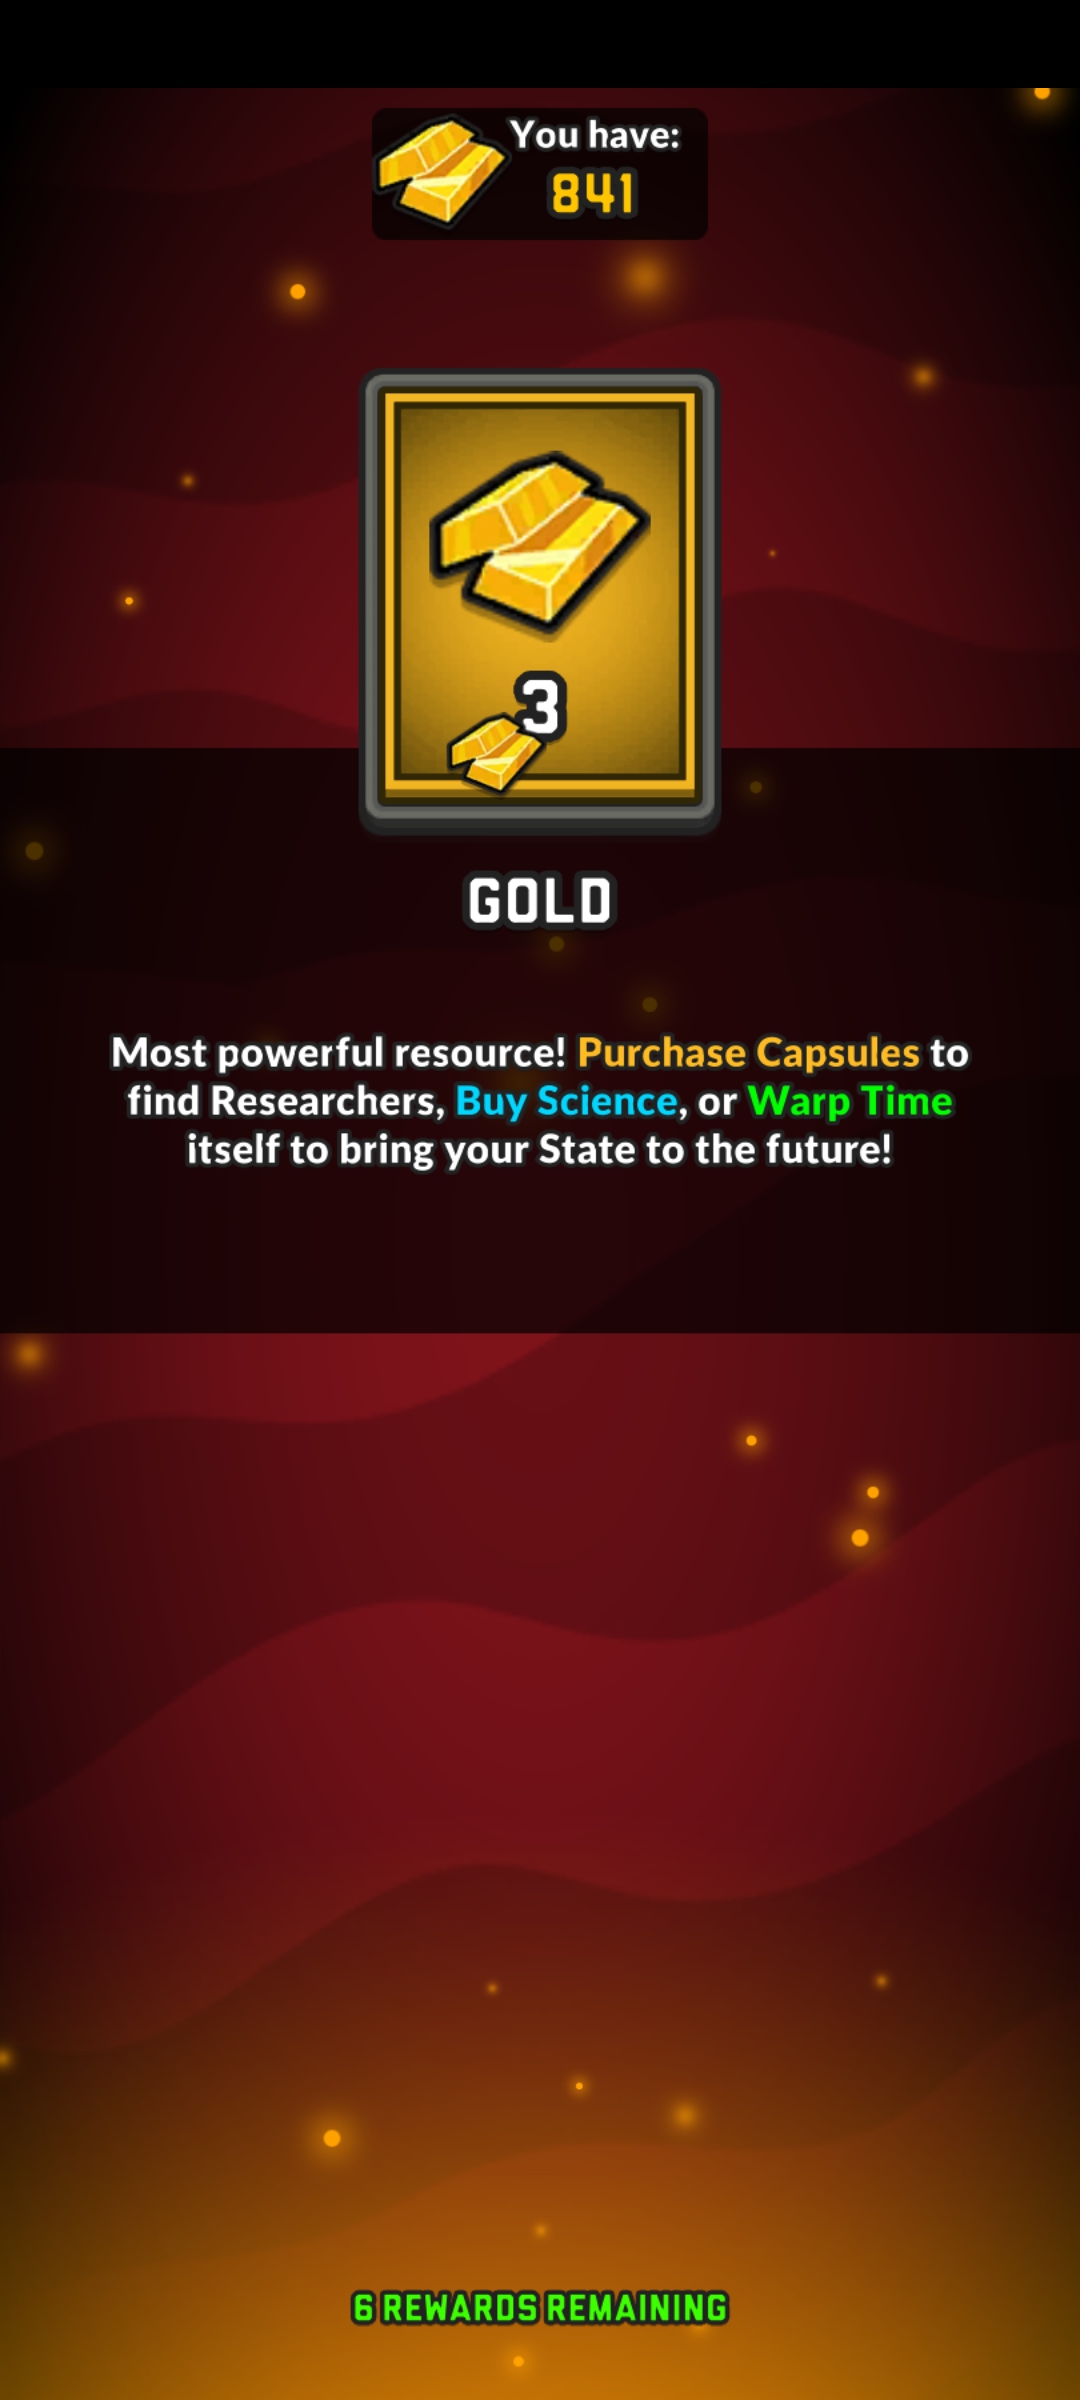 You have:
841
3
GOLD
Most powerful resource! Purchase Capsules to
find Researchers, Buy Science, or Warp Time
itself to bring your State to the future!
6 REWARDS REMAINING